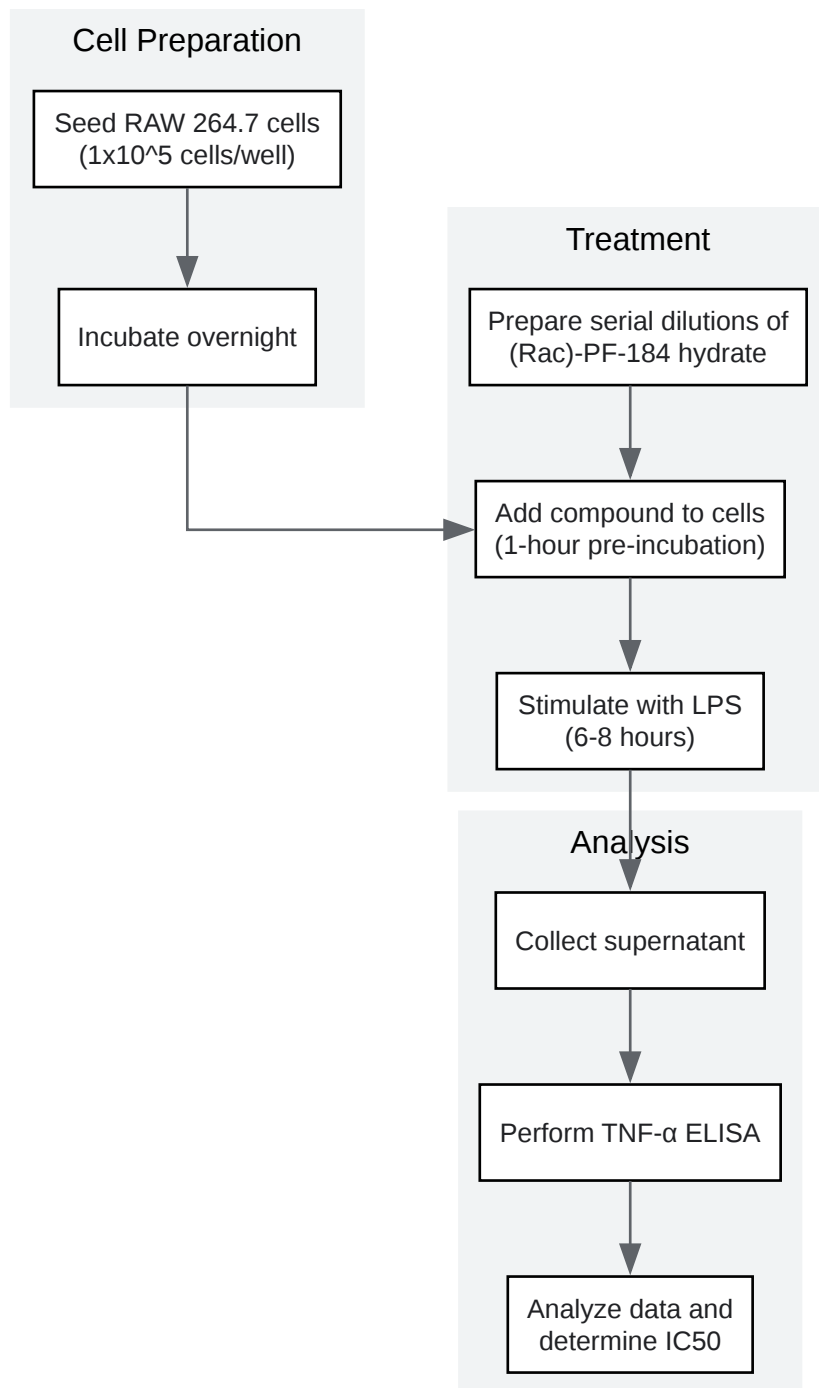 Cell Preparation
Seed RAW 264.7 cells
(1x10^5 cells/well)
Incubate overnight
Treatment
Prepare serial dilutions of
(Rac)-PF-184 hydrate
Add compound to cells
(1-hour pre-incubation)
Stimulate with LPS
(6-8 hours)
Analysis
Collect supernatant
Perform TNF-α ELISA
Analyze data and
determine IC50